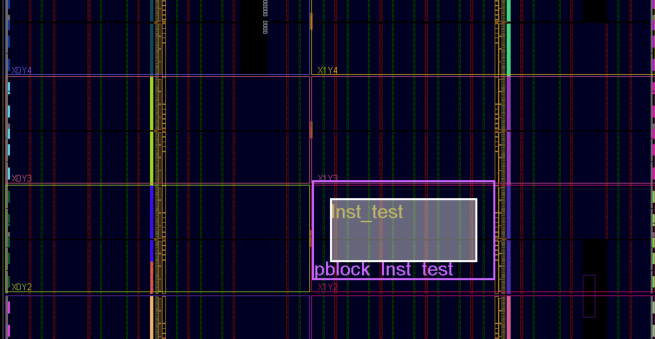 X0Y4
X1Y4
X0Y3
X1Y3
Inst_test
pblock_Inst_test
X0Y2
X1Y2